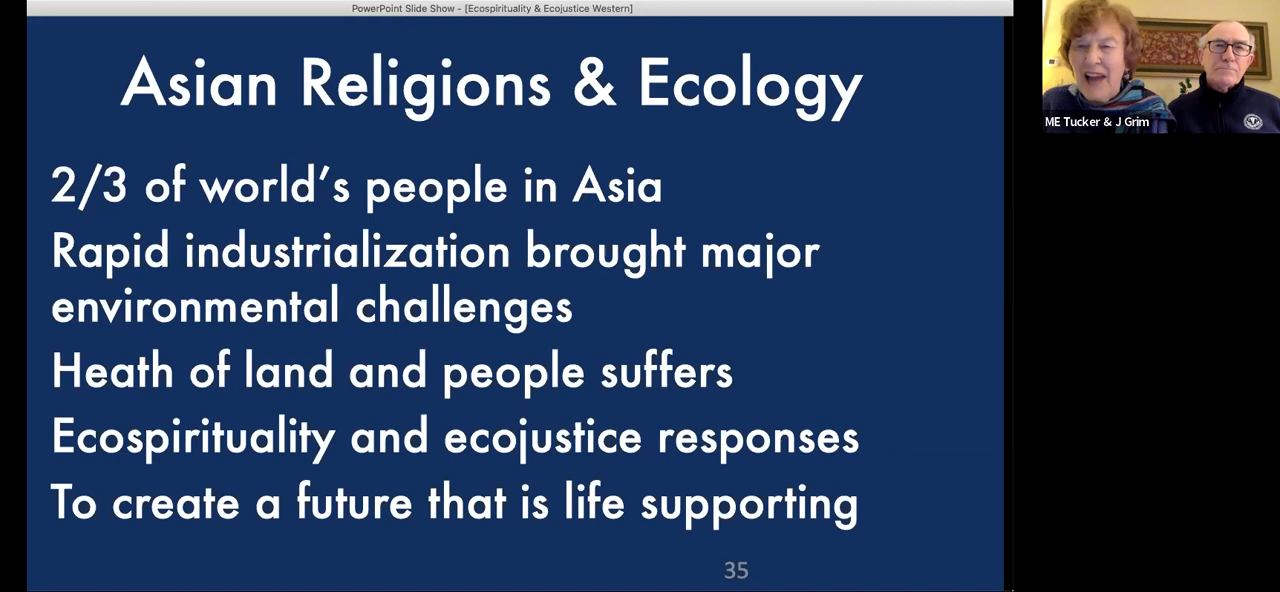 PowerPoint Slide Show - [Ecospirituality & Ecojustice Western]
Asian Religions & Ecology
2/3 of world's people in Asia
Rapid industrialization brought major
environmental challenges
Heath of land and people suffers
Ecospirituality and ecojustice responses
To create a future that is life supporting
35
ME Tucker & J Grim